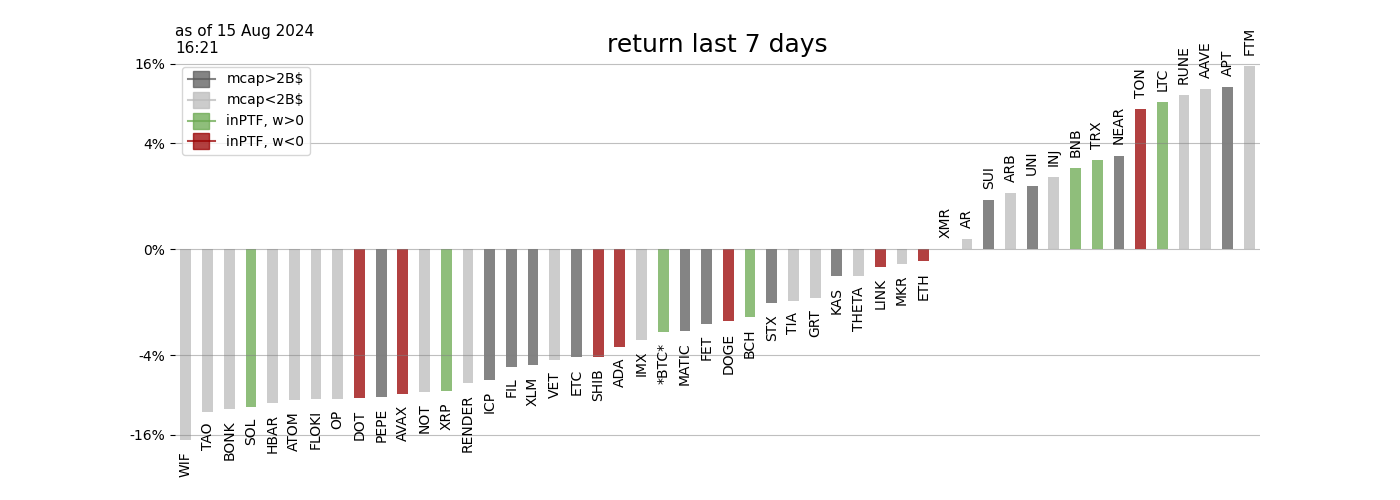 as of 15 Aug 2024
16:21
return last 7 days
16%
4%
0%
-4%
-16%
mcap>2B$
mcap<2B$
inPTF, w>0
inPTF, w<0
WIF
TAO
BONK
SOL
HBAR
ATOM
FLOKI
OP
DOT
PEPE
AVAX
NOT
XRP
RENDER
ICP
FIL
XLM
VET
ETC
SHIB
ADA
IMX
*BTC*
MATIC
FET
DOGE
BCH
STX
TIA
GRT
KAS
THETA
LINK
MKR
ETH
XMR
AR
SUI
ARB
UNI
INJ
BNB
TRX
NEAR
TON
LTC
RUNE
AAVE
APT
FTM